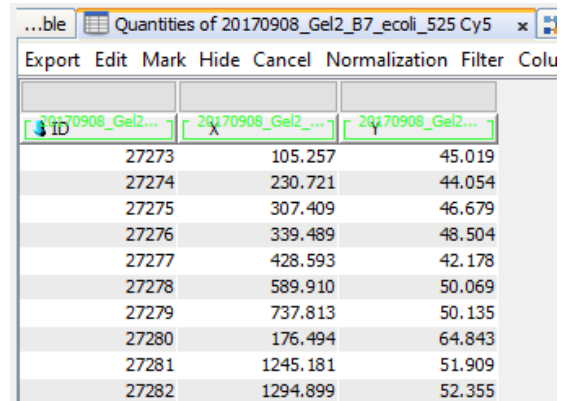 ...ble Quantities of 20170908_Gel2_B7_ecoli_525 Cy5 ×
Export Edit Mark Hide Cancel Normalization Filter Colu
20170908_Gel2... 20170908_Gel2_... 20170908_Gel2...
ID X Y
27273 105.257 45.019
27274 230.721 44.054
27275 307.409 46.679
27276 339.489 48.504
27277 428.593 42.178
27278 589.910 50.069
27279 737.813 50.135
27280 176.494 64.843
27281 1245.181 51.909
27282 1294.899 52.355